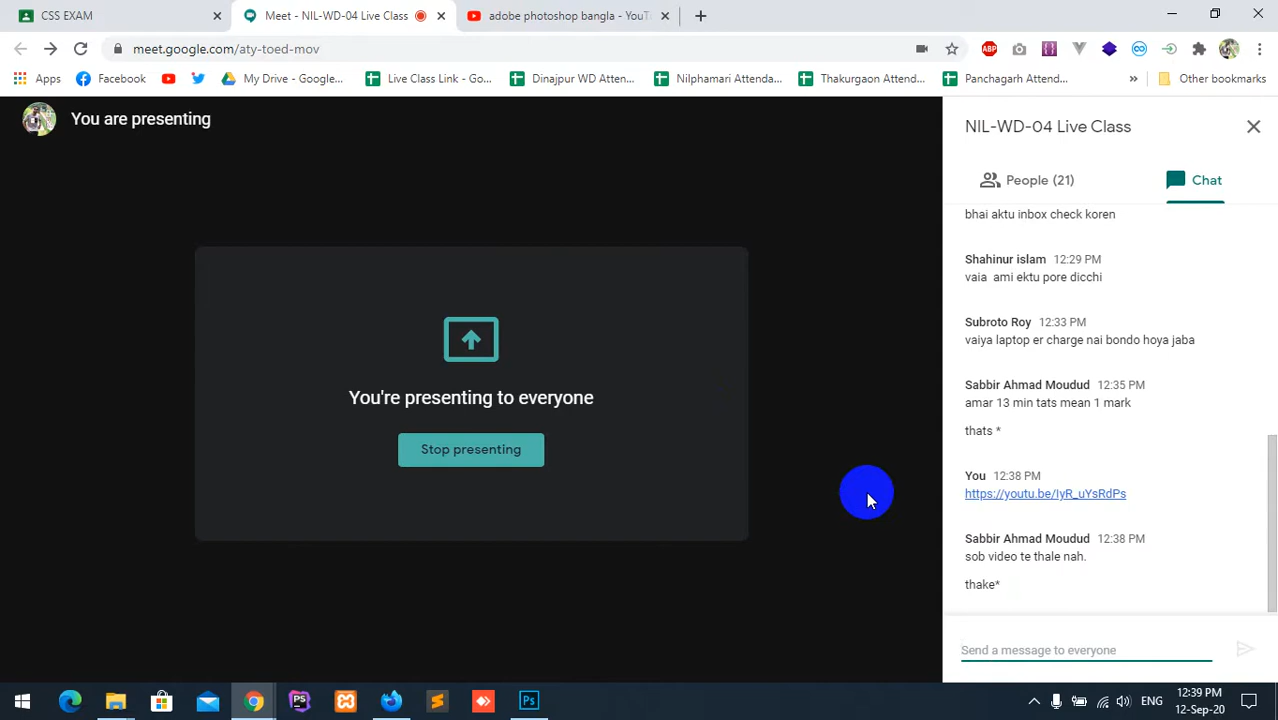 CSS EXAM
Meet - NIL-WD-04 Live Class
adobe photoshop bangla - YouT
meet.google.com/aty-toed-mov
ABP
Apps
Facebook
My Drive - Google...
Live Class Link - Go...
Dinajpur WD Atten...
Nilphamari Attenda...
Thakurgaon Attend...
Panchagarh Attend...
Other bookmarks
You are presenting
You're presenting to everyone
Stop presenting
NIL-WD-04 Live Class
People (21)
Chat
bhai aktu inbox check koren
Shahinur islam 12:29 PM
vaia ami ektu pore dicchi
Subroto Roy 12:33 PM
vaiya laptop er charge nai bondo hoya jaba
Sabbir Ahmad Moudud 12:35 PM
amar 13 min tats mean 1 mark
thats *
You 12:38 PM
https://youtu.be/IyR_uYsRdPs
Sabbir Ahmad Moudud 12:38 PM
sob video te thale nah.
thake*
Send a message to everyone
PS
Ps
ENG
12:39 PM
12-Sep-20